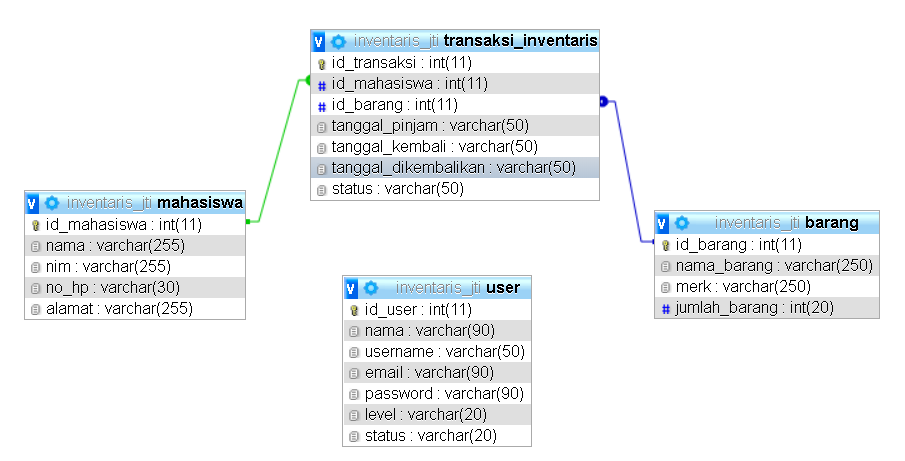 inventaris_jti transaksi_inventaris
id_transaksi : int(11)
id_mahasiswa : int(11)
id_barang : int(11)
tanggal_pinjam : varchar(50)
tanggal_kembali : varchar(50)
tanggal_dikembalikan : varchar(50)
status : varchar(50)
inventaris_jti mahasiswa
id_mahasiswa : int(11)
nama : varchar(255)
nim : varchar(255)
no_hp : varchar(30)
alamat : varchar(255)
inventaris_jti barang
id_barang : int(11)
nama_barang : varchar(250)
merk : varchar(250)
jumlah_barang : int(20)
inventaris_jti user
id_user : int(11)
nama : varchar(90)
username : varchar(50)
email : varchar(90)
password : varchar(90)
level : varchar(20)
status : varchar(20)